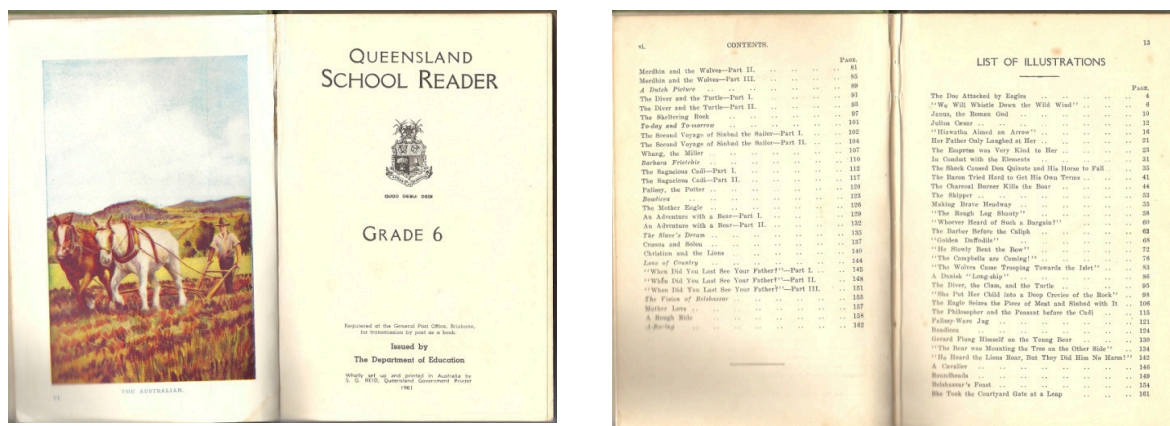 THE AUSTRALIAN.
QUEENSLAND
SCHOOL READER
GRADE 6
Registered at the General Post Office, Brisbane,
for transmission by post as a book.
Issued by
The Department of Education
Wholly set up and printed in Australia by
S. G. REID, Queensland Government Printer
1961
vi. CONTENTS.
PAGE.
Merdhin and the Wolves—Part II. .. .. .. .. 81
Merdhin and the Wolves—Part III. .. .. .. .. 85
A Dutch Picture .. .. .. .. .. .. 89
The Diver and the Turtle—Part I. .. .. .. .. 91
The Diver and the Turtle—Part II. .. .. .. .. 93
The Sheltering Rock .. .. .. .. .. 97
To-day and To-morrow .. .. .. .. .. 101
The Second Voyage of Sinbad the Sailor—Part I. .. .. 102
The Second Voyage of Sinbad the Sailor—Part II. .. .. 104
Whang, the Miller .. .. .. .. .. .. 107
Barbara Frietchie .. .. .. .. .. .. 110
The Sagacious Cadi—Part I. .. .. .. .. .. 112
The Sagacious Cadi—Part II. .. .. .. .. .. 117
Palissy, the Potter .. .. .. .. .. .. 120
Boadicea .. .. .. .. .. .. 125
The Mother Eagle .. .. .. .. .. .. 126
An Adventure with a Bear—Part I. .. .. .. .. 129
An Adventure with a Bear—Part II. .. .. .. .. 132
The Slave's Dream .. .. .. .. .. .. 135
Croesus and Solon .. .. .. .. .. .. 137
Christian and the Lions .. .. .. .. .. 140
Love of Country .. .. .. .. .. .. 144
"When Did You Last See Your Father?"—Part I. .. .. 145
"When Did You Last See Your Father?"—Part II. .. .. 148
"When Did You Last See Your Father?"—Part III. .. .. 151
The Vision of Belshazzar .. .. .. .. .. 155
Mother Love .. .. .. .. .. .. 157
A Rough Ride .. .. .. .. .. .. 158
A .. .. .. .. .. .. 162
LIST OF ILLUSTRATIONS
PAGE.
The Doe Attacked by Eagles .. .. .. .. .. 4
"We Will Whistle Down the Wild Wind" .. .. .. 6
Janus, the Roman God .. .. .. .. .. 10
Julius Cæsar .. .. .. .. .. .. 12
"Hiawatha Aimed an Arrow" .. .. .. .. .. 16
Her Father Only Laughed at Her .. .. .. .. 21
The Empress was Very Kind to Her .. .. .. .. 23
In Conduct with the Elements .. .. .. .. 31
The Shock Caused Don Quixote and His Horse to Fall .. .. 35
The Baron Tried Hard to Get His Own Terms .. .. .. 41
The Charcoal Burner Kills the Boar .. .. .. .. 44
The Skipper .. .. .. .. .. .. 53
Making Brave Headway .. .. .. .. .. 55
"The Rough Log Shanty" .. .. .. .. .. 58
"Whoever Heard of Such a Bargain?" .. .. .. .. 60
The Barber Before the Caliph .. .. .. .. 63
"Golden Daffodils" .. .. .. .. .. 68
"He Slowly Bent the Bow" .. .. .. .. .. 72
"The Campbells are Coming!" .. .. .. .. .. 76
"The Wolves Came Trooping Towards the Islet" .. .. .. 83
A Danish "Long-ship" .. .. .. .. .. 86
The Diver, the Clam, and the Turtle .. .. .. .. 95
"She Put Her Child into a Deep Crevice of the Rock" .. .. 98
The Eagle Seizes the Piece of Meat and Sinbad with It .. .. 106
The Philosopher and the Peasant before the Cadi .. .. .. 115
Palissy-Ware Jug .. .. .. .. .. .. 121
Boadicea .. .. .. .. .. .. 124
Gerard Flung Himself on the Young Bear .. .. .. 130
"The Bear was Mounting the Tree on the Other Side" .. .. 134
"He Heard the Lions Roar, But They Did Him No Harm!" 142
A Cavalier .. .. .. .. .. .. 146
Roundheads .. .. .. .. .. .. 149
Belshazzar's Feast .. .. .. .. .. .. 154
She Took the Courtyard Gate at a Leap .. .. .. 161